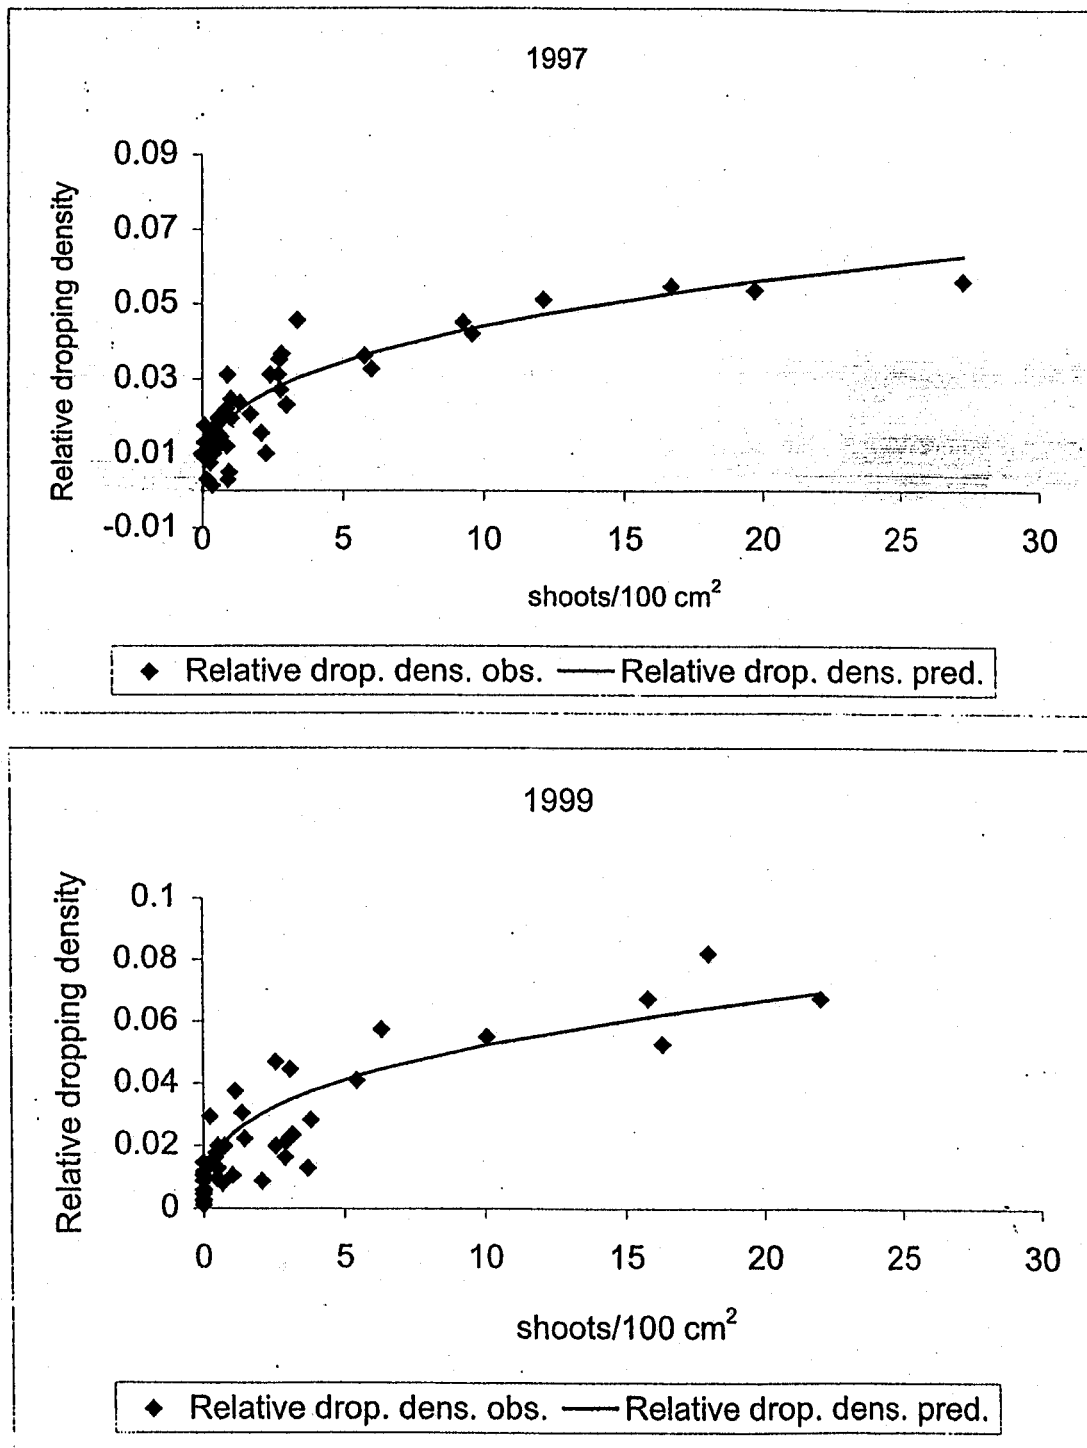 1997
Relative dropping density
0.09
0.07
0.05
0.03
0.01
-0.01
0 5 10 15 20 25 30
shoots/100 cm²
Relative drop. dens. obs. Relative drop. dens. pred.
1999
Relative dropping density
0.1
0.08
0.06
0.04
0.02
0
0 5 10 15 20 25 30
shoots/100 cm²
Relative drop. dens. obs. Relative drop. dens. pred.